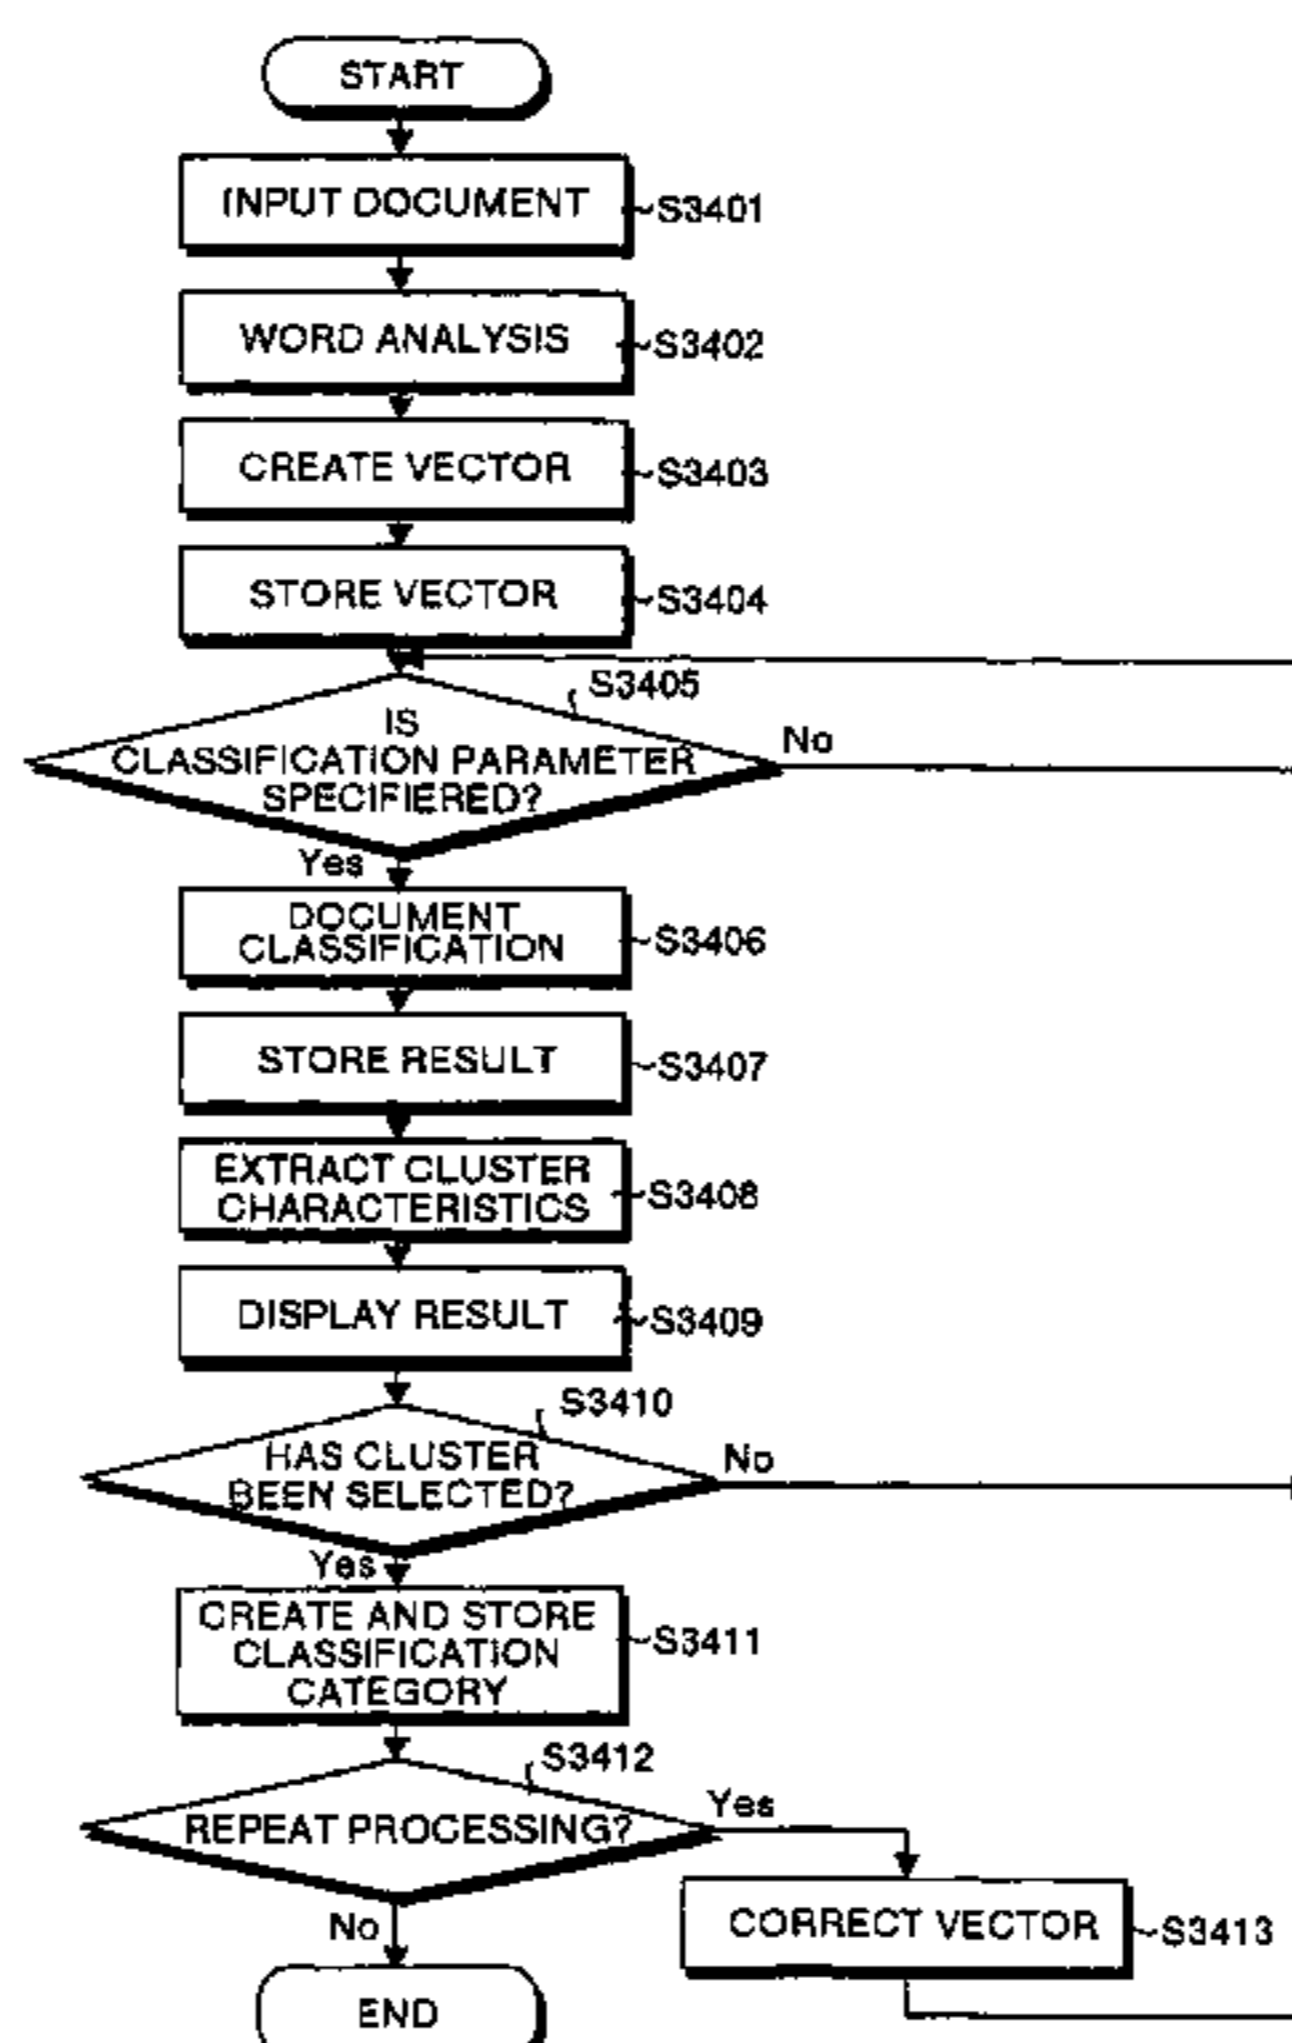 START
INPUT DOCUMENT
S3401
WORD ANALYSIS
S3402
CREATE VECTOR
S3403
STORE VECTOR
S3404
S3405
IS
CLASSIFICATION PARAMETER
SPECIFIERED?
No
Yes
DOCUMENT
CLASSIFICATION
S3406
STORE RESULT
S3407
EXTRACT CLUSTER
CHARACTERISTICS
S3408
DISPLAY RESULT
S3409
S3410
HAS CLUSTER
BEEN SELECTED?
No
Yes
CREATE AND STORE
CLASSIFICATION
CATEGORY
S3411
S3412
REPEAT PROCESSING?
Yes
CORRECT VECTOR
S3413
No
END